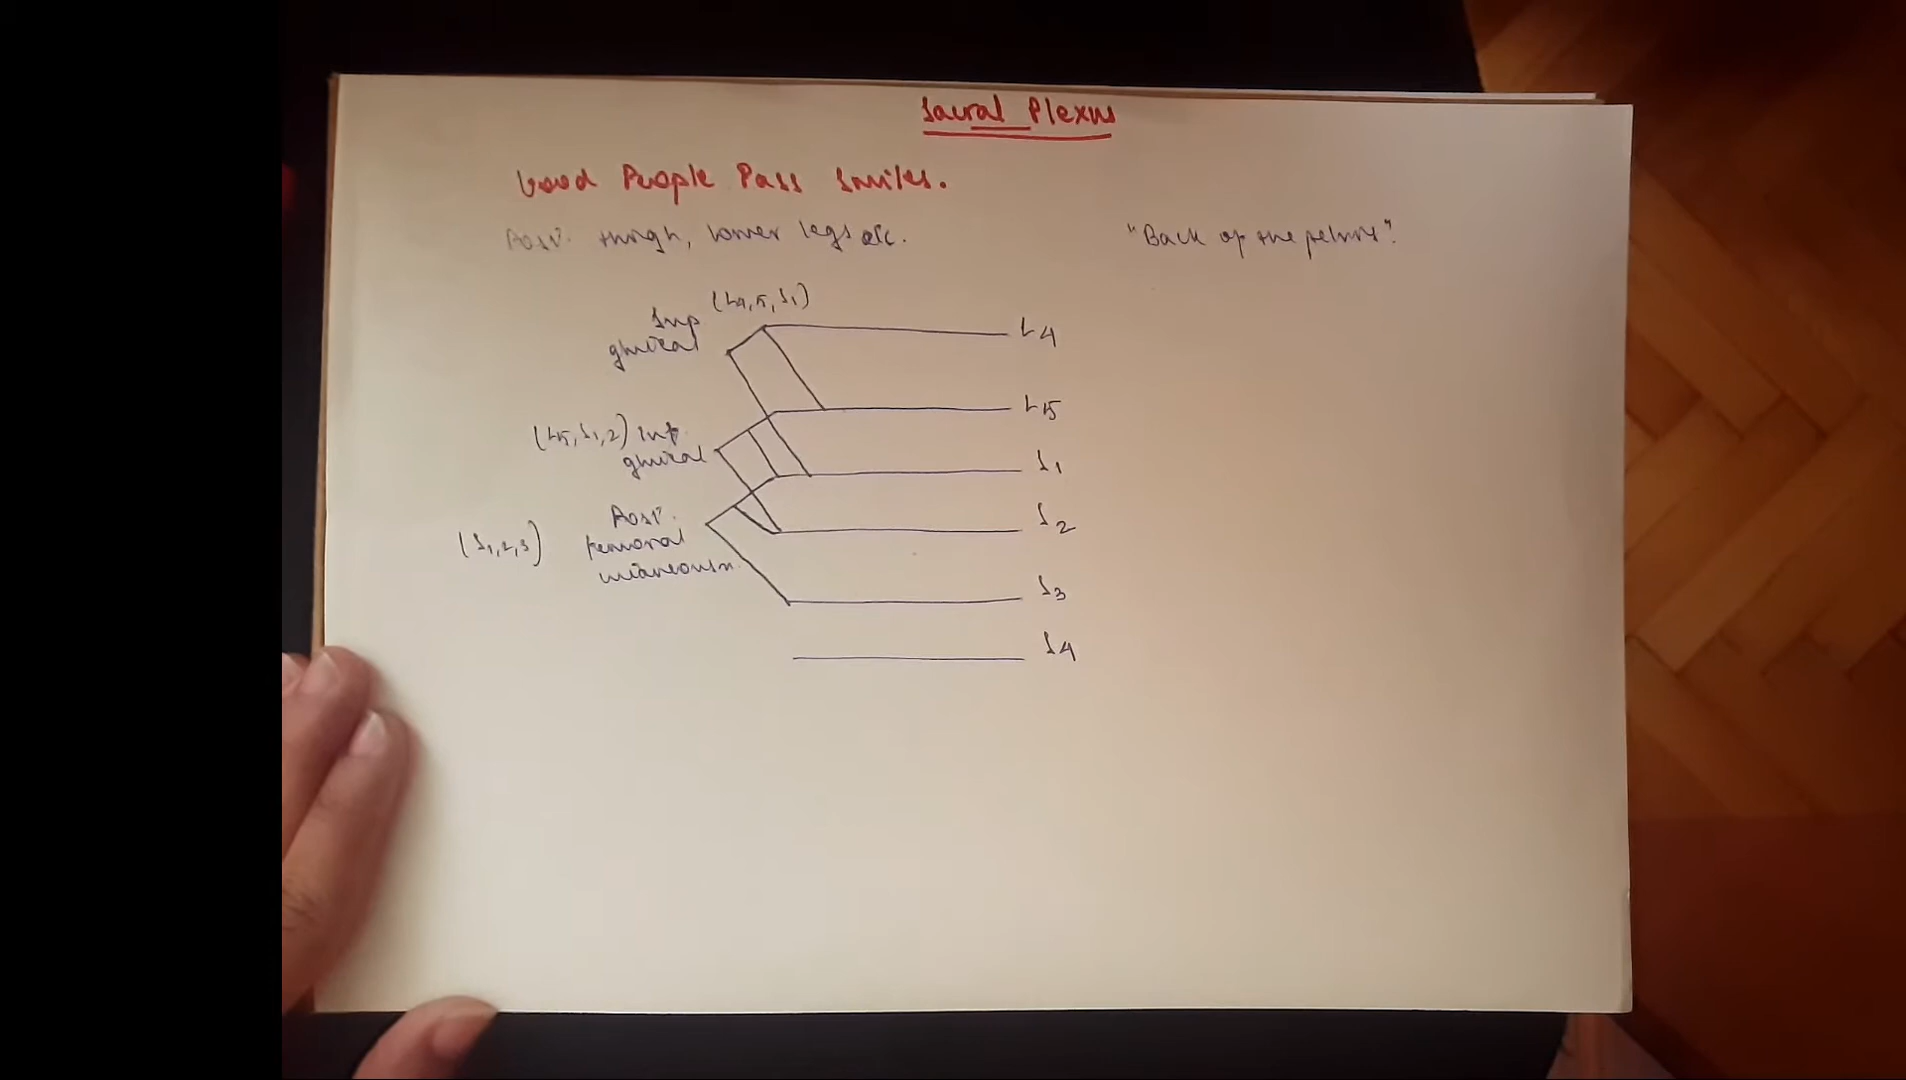 Sacral Plexus
Good People Pass Smiles.
Post. thigh, lower legs etc.
"Back of the pelvis".
(L4,5,S1)
Sup
gluteal
L4
L5
(L5,S1,2) Inf.
gluteal
S1
Post.
femoral
cutaneous n.
(S1,2,3)
S2
S3
S4